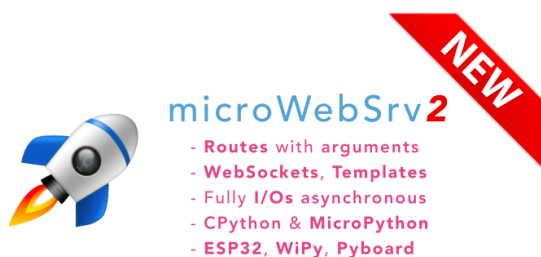 NEW
microWebSrv2
- Routes with arguments
- WebSockets, Templates
- Fully I/Os asynchronous
- CPython & MicroPython
- ESP32, WiPy, Pyboard